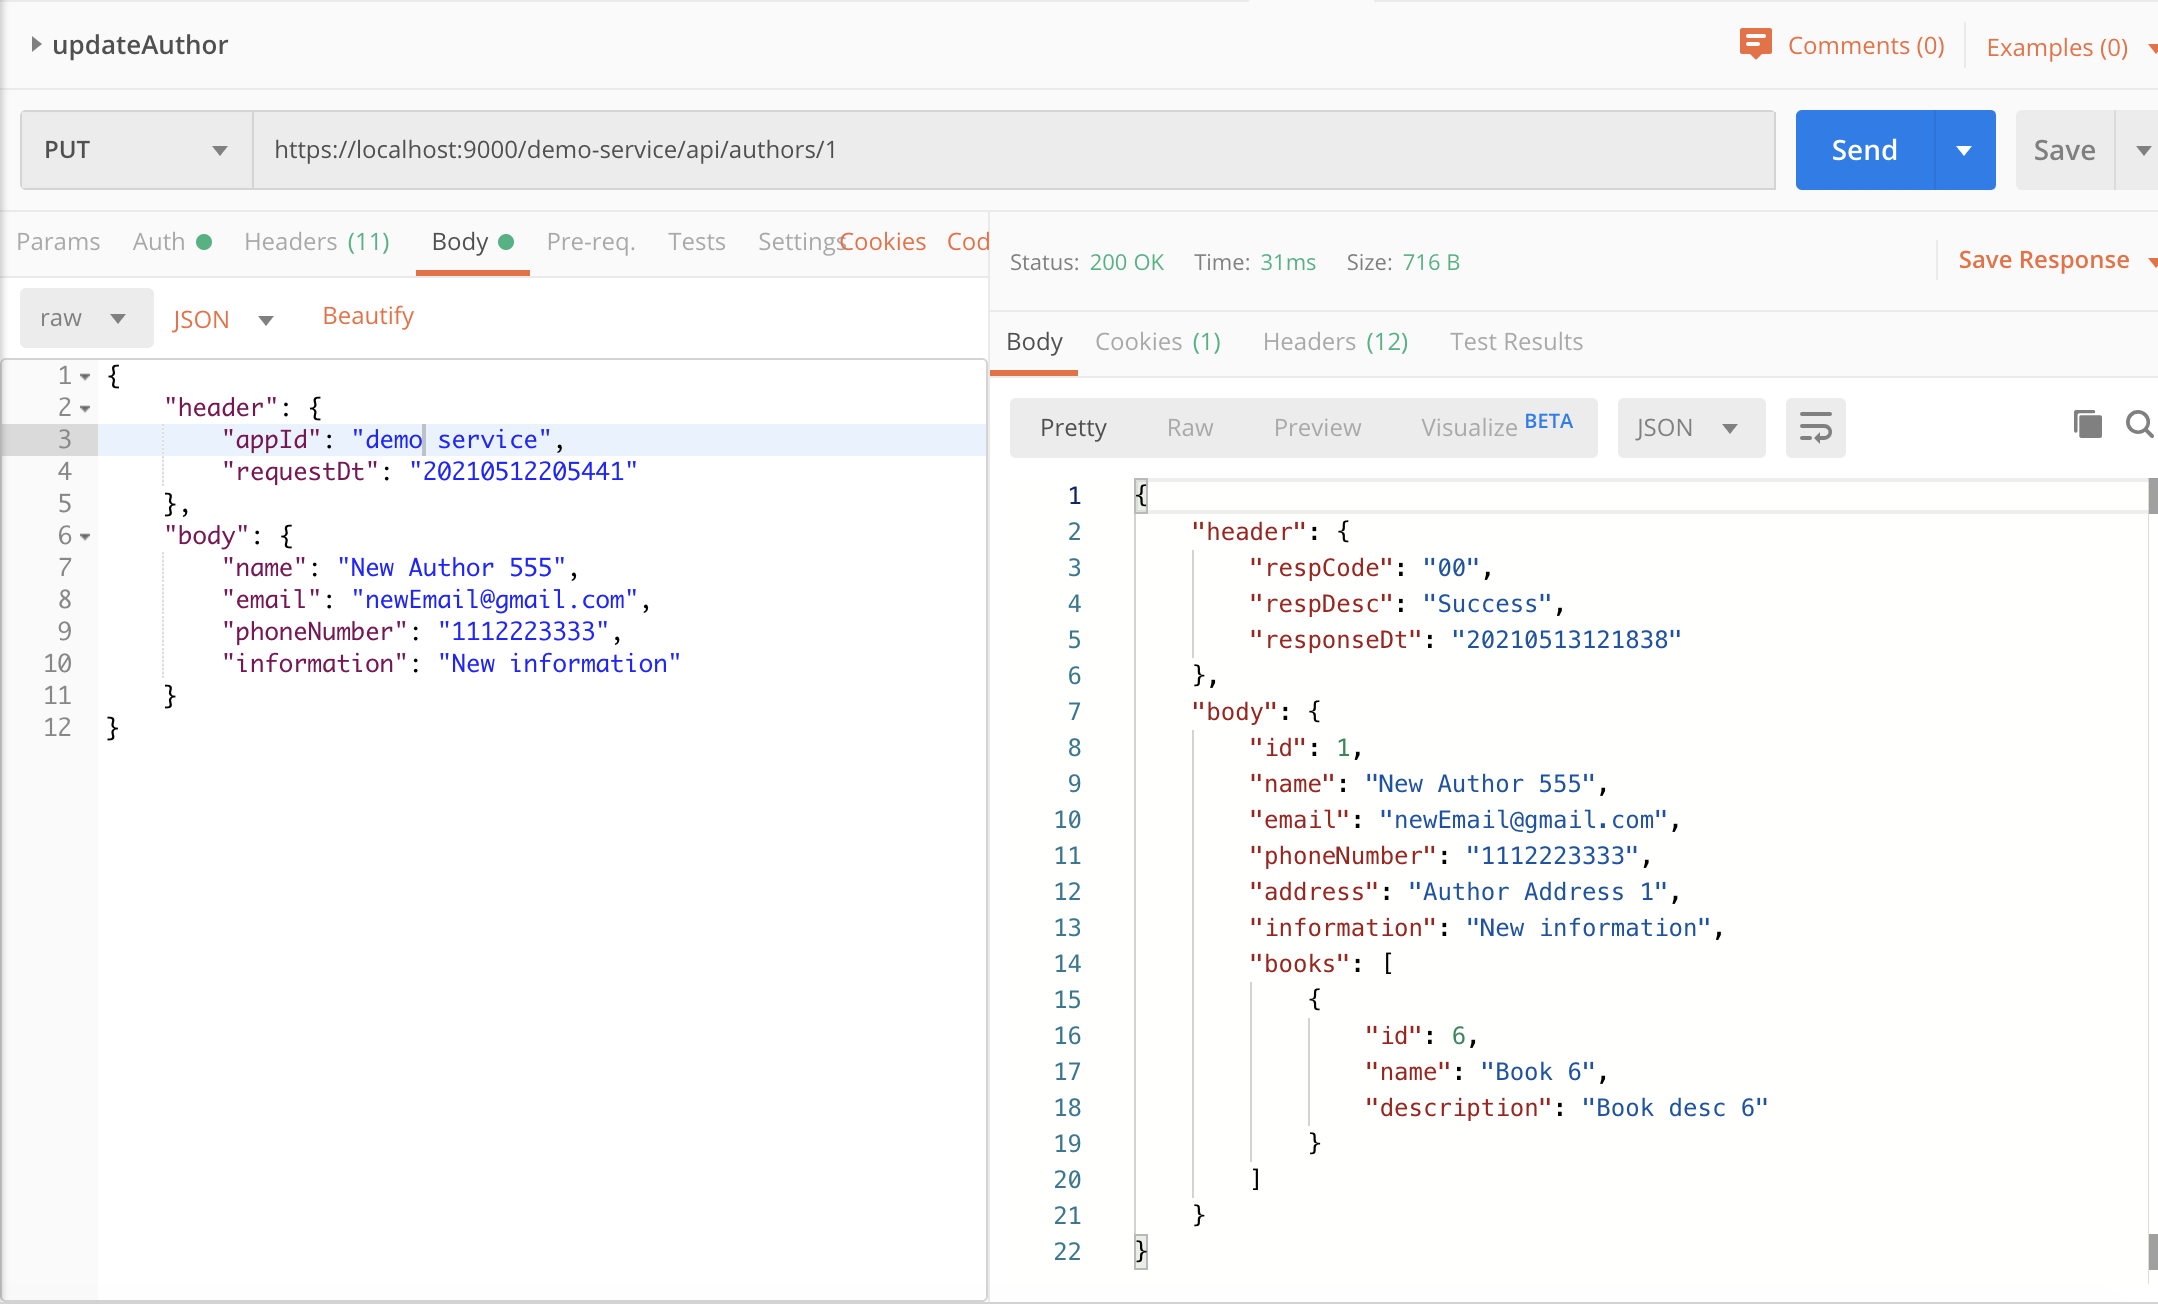 updateAuthor
Comments (0)
Examples (0)
PUT
https://localhost:9000/demo-service/api/authors/1
Send
Save
Params Auth Headers (11) Body Pre-req. Tests Settings Cookies Cod
raw JSON Beautify
1 {
2 "header": {
3 "appId": "demo service",
4 "requestDt": "20210512205441"
5 },
6 "body": {
7 "name": "New Author 555",
8 "email": "newEmail@gmail.com",
9 "phoneNumber": "1112223333",
10 "information": "New information"
11 }
12 }
Status: 200 OK Time: 31ms Size: 716 B
Save Response
Body Cookies (1) Headers (12) Test Results
Pretty Raw Preview Visualize BETA JSON
1 {
2 "header": {
3 "respCode": "00",
4 "respDesc": "Success",
5 "responseDt": "20210513121838"
6 },
7 "body": {
8 "id": 1,
9 "name": "New Author 555",
10 "email": "newEmail@gmail.com",
11 "phoneNumber": "1112223333",
12 "address": "Author Address 1",
13 "information": "New information",
14 "books": [
15 {
16 "id": 6,
17 "name": "Book 6",
18 "description": "Book desc 6"
19 }
20 ]
21 }
22 }